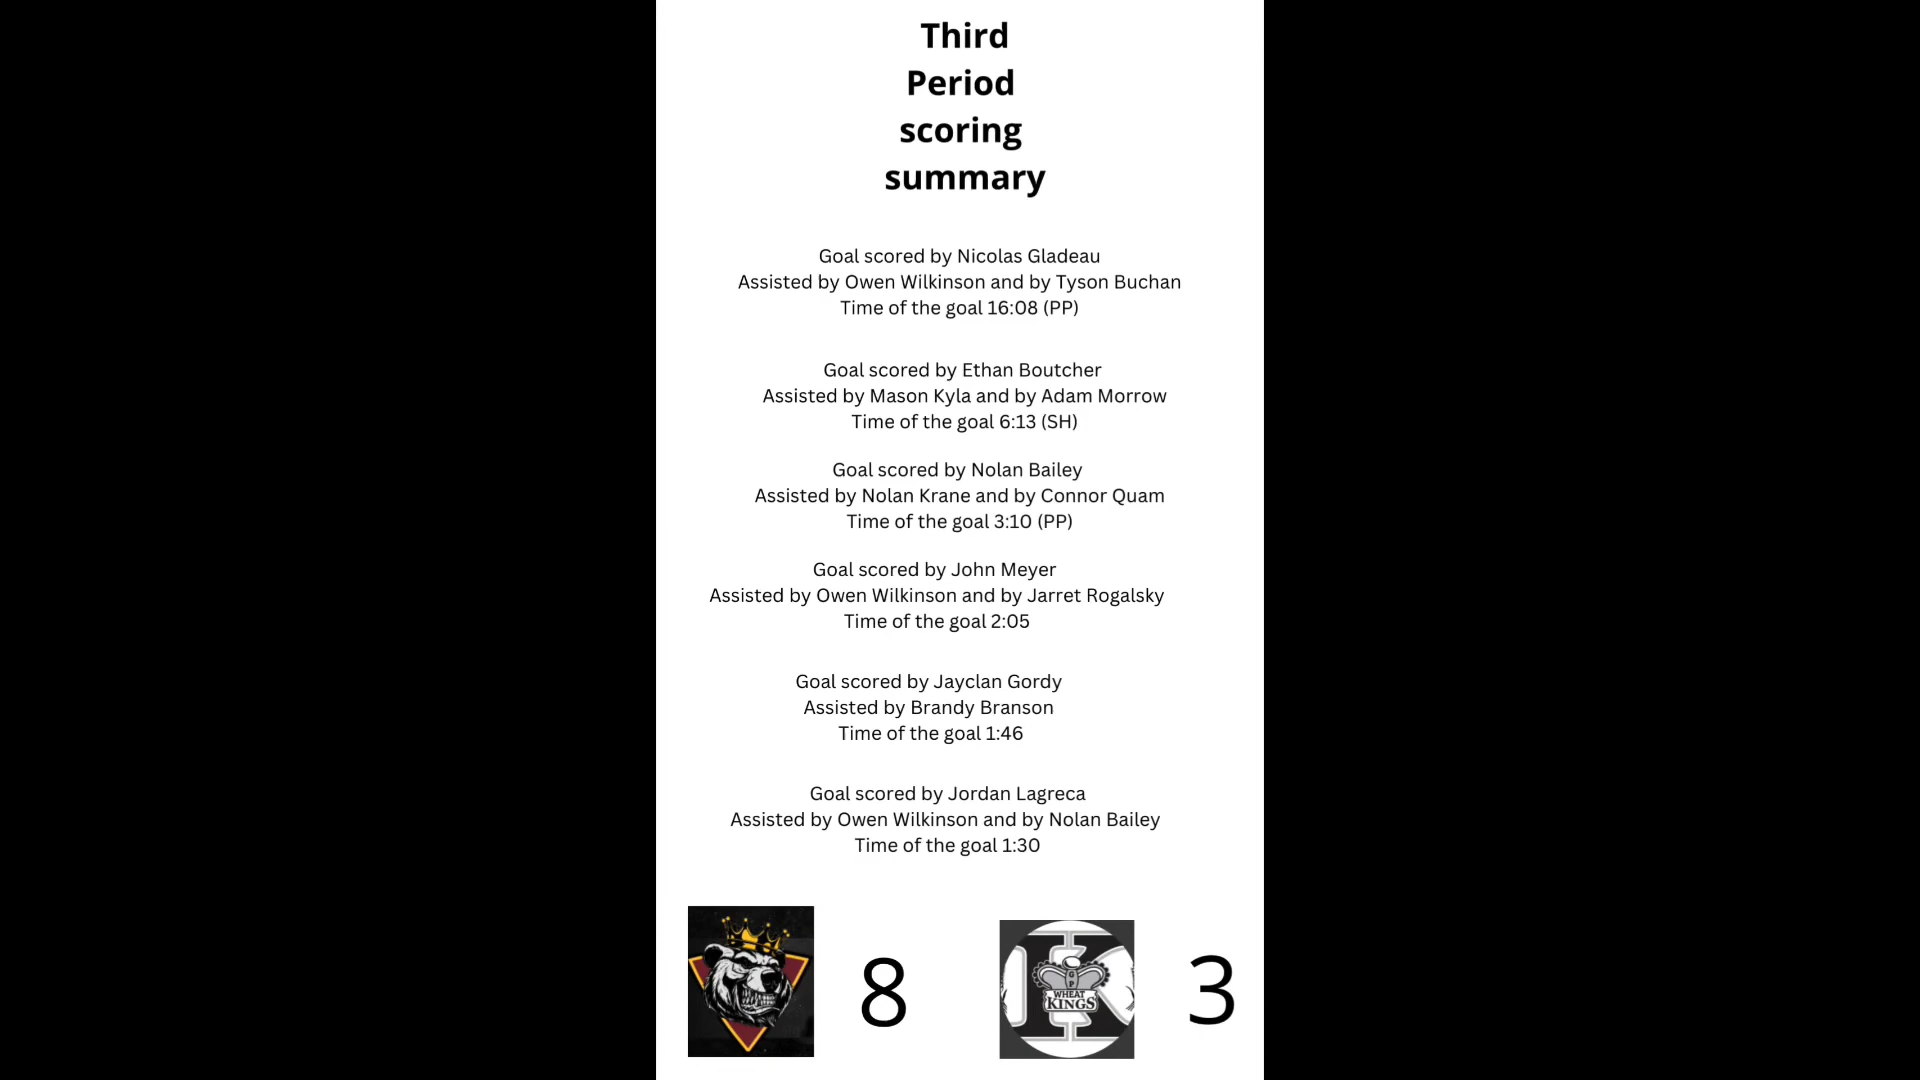 Third
Period
scoring
summary
Goal scored by Nicolas Gladeau
Assisted by Owen Wilkinson and by Tyson Buchan
Time of the goal 16:08 (PP)
Goal scored by Ethan Boutcher
Assisted by Mason Kyla and by Adam Morrow
Time of the goal 6:13 (SH)
Goal scored by Nolan Bailey
Assisted by Nolan Krane and by Connor Quam
Time of the goal 3:10 (PP)
Goal scored by John Meyer
Assisted by Owen Wilkinson and by Jarret Rogalsky
Time of the goal 2:05
Goal scored by Jayclan Gordy
Assisted by Brandy Branson
Time of the goal 1:46
Goal scored by Jordan Lagreca
Assisted by Owen Wilkinson and by Nolan Bailey
Time of the goal 1:30
8
K
G
P
WHEAT
KINGS
3